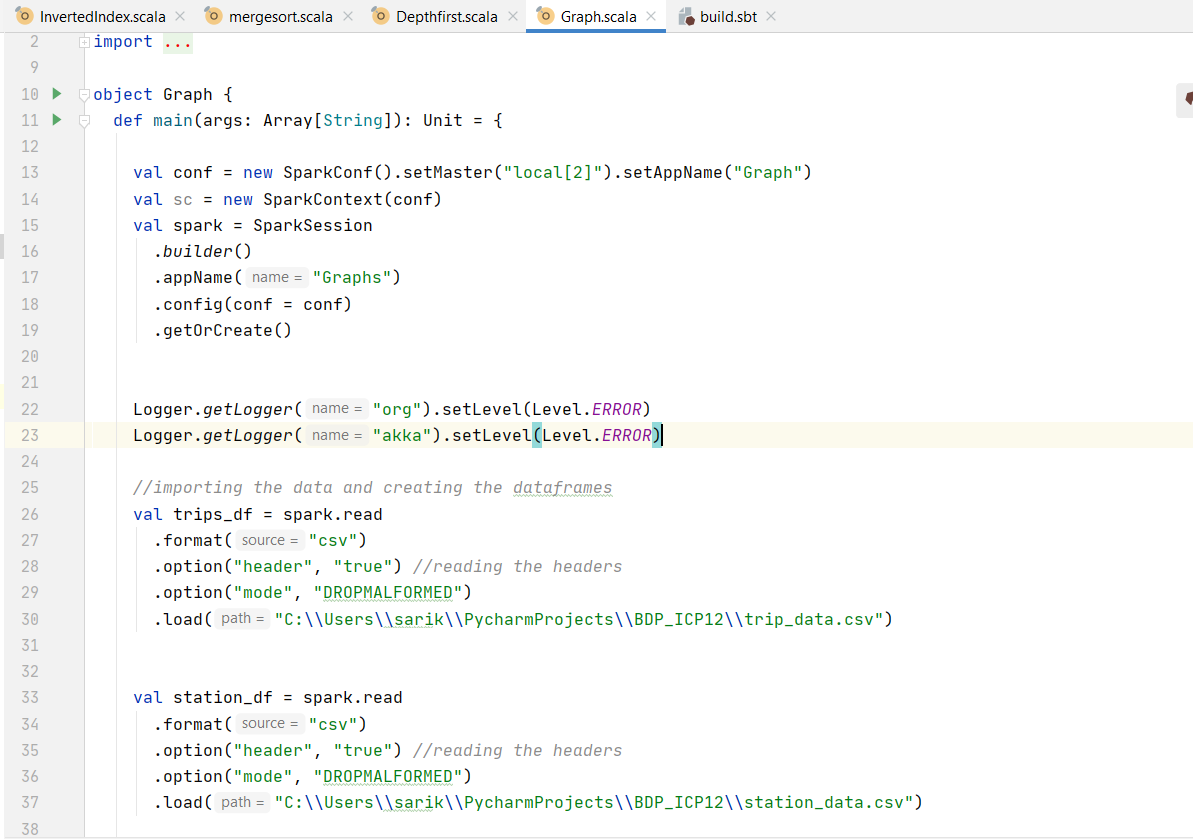 InvertedIndex.scala mergesort.scala Depthfirst.scala Graph.scala build.sbt
2 import ...
9
10 object Graph {
11 def main(args: Array[String]): Unit = {
12
13 val conf = new SparkConf().setMaster("local[2]").setAppName("Graph")
14 val sc = new SparkContext(conf)
15 val spark = SparkSession
16 .builder()
17 .appName( name = "Graphs")
18 .config(conf = conf)
19 .getOrCreate()
20
21
22 Logger.getLogger( name = "org").setLevel(Level.ERROR)
23 Logger.getLogger( name = "akka").setLevel(Level.ERROR)
24
25 //importing the data and creating the dataframes
26 val trips_df = spark.read
27 .format( source = "csv")
28 .option("header", "true") //reading the headers
29 .option("mode", "DROPMALFORMED")
30 .load( path = "C:\\Users\\sarik\\PycharmProjects\\BDP_ICP12\\trip_data.csv")
31
32
33 val station_df = spark.read
34 .format( source = "csv")
35 .option("header", "true") //reading the headers
36 .option("mode", "DROPMALFORMED")
37 .load( path = "C:\\Users\\sarik\\PycharmProjects\\BDP_ICP12\\station_data.csv")
38